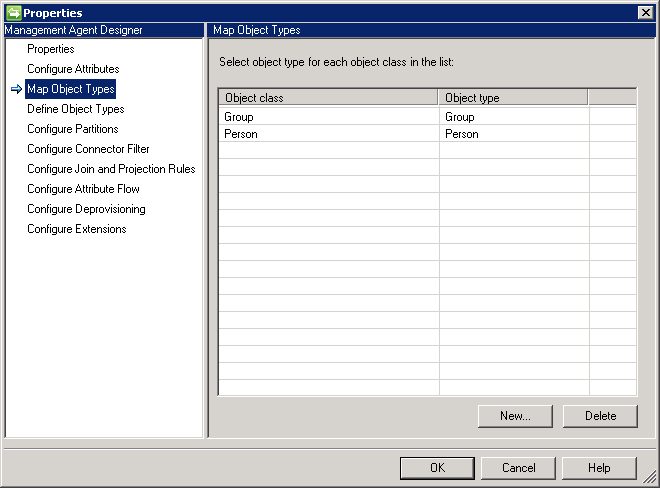 Properties
Management Agent Designer
Map Object Types
Properties
Configure Attributes
Map Object Types
Define Object Types
Configure Partitions
Configure Connector Filter
Configure Join and Projection Rules
Configure Attribute Flow
Configure Deprovisioning
Configure Extensions
Select object type for each object class in the list:
Object class Object type
Group Group
Person Person
New... Delete
OK Cancel Help